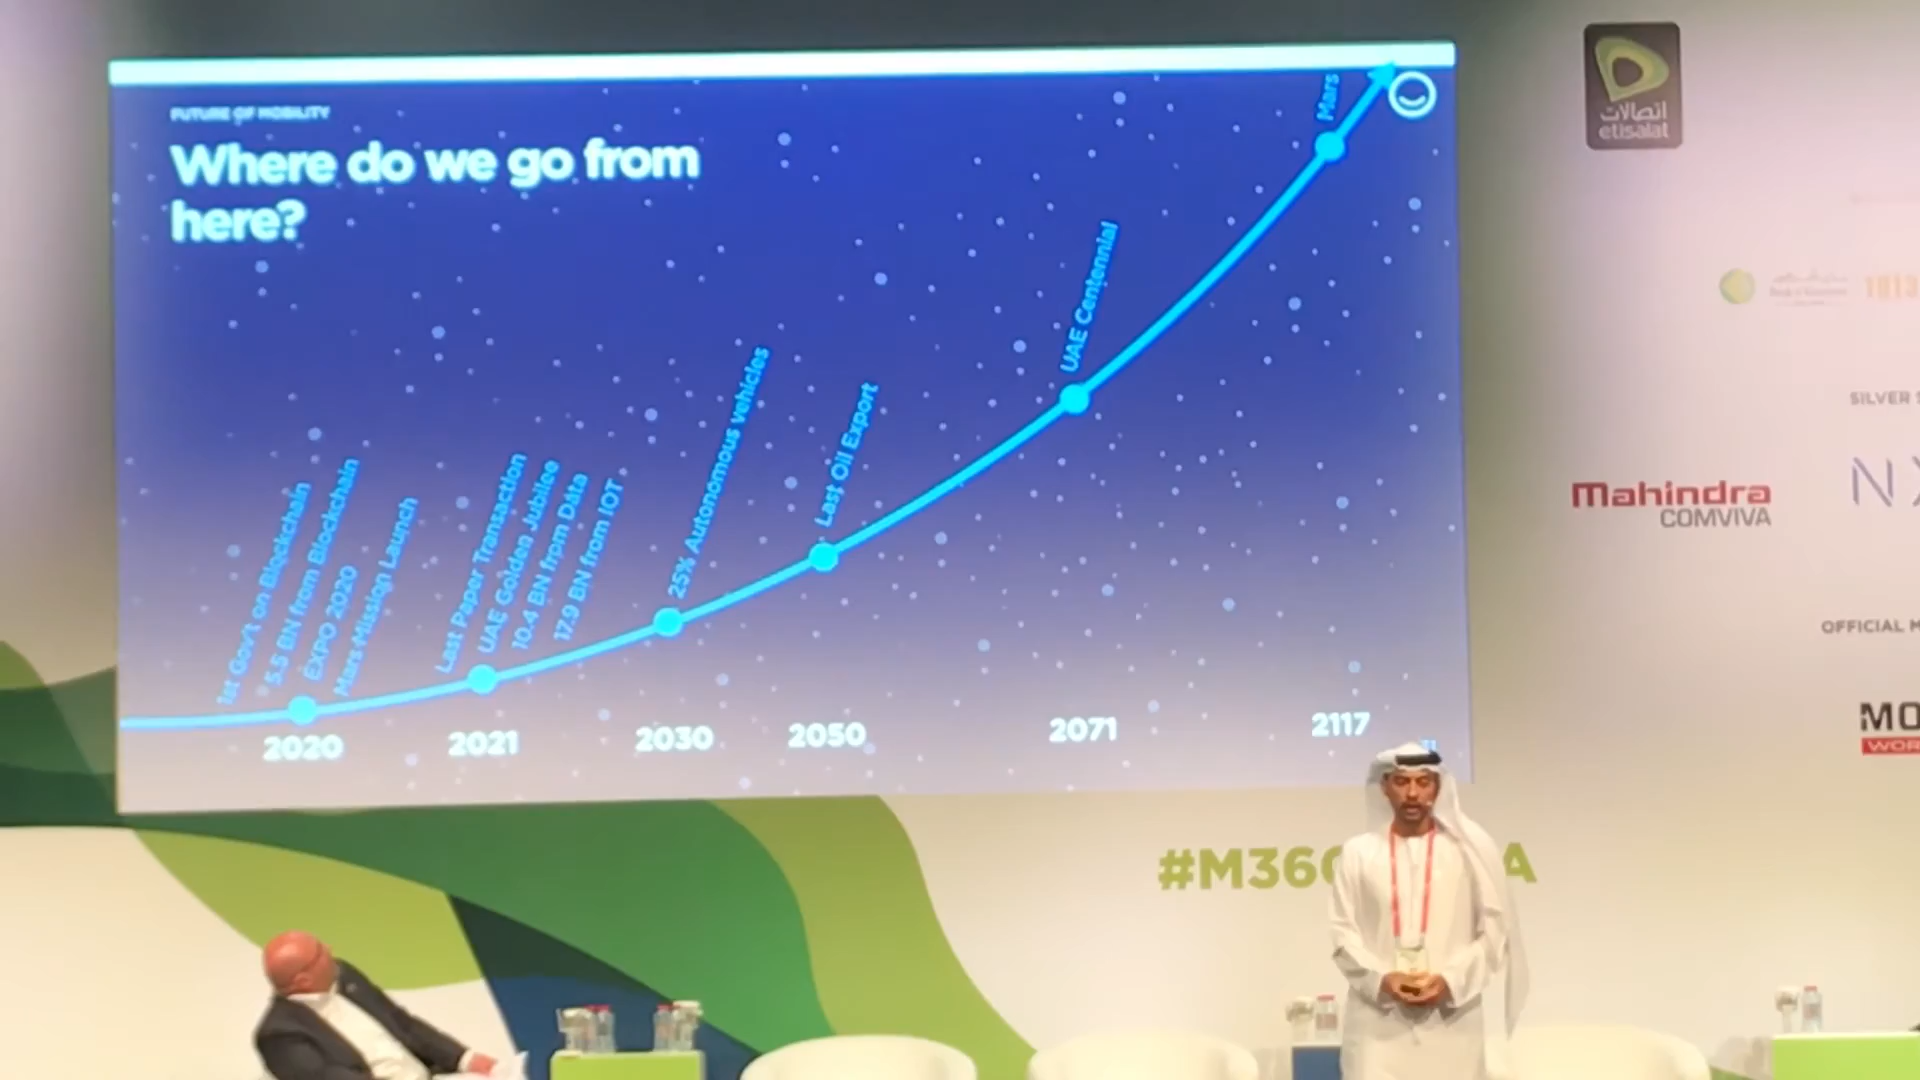 FUTURE OF MOBILITY
Where do we go from
here?
1st Gov't on Blockchain
5.5 BN from Blockchain
EXPO 2020
Mars Mission Launch
Last Paper Transaction
UAE Golden Jubilee
10.4 BN from Data
17.9 BN from IOT
25% Autonomous vehicles
Last Oil Export
UAE Centennial
Mars
2020
2021
2030
2050
2071
2117
اتصالات
etisalat
SILVER
Mahindra
COMVIVA
N
OFFICIAL M
MO
WOR
#M360
A